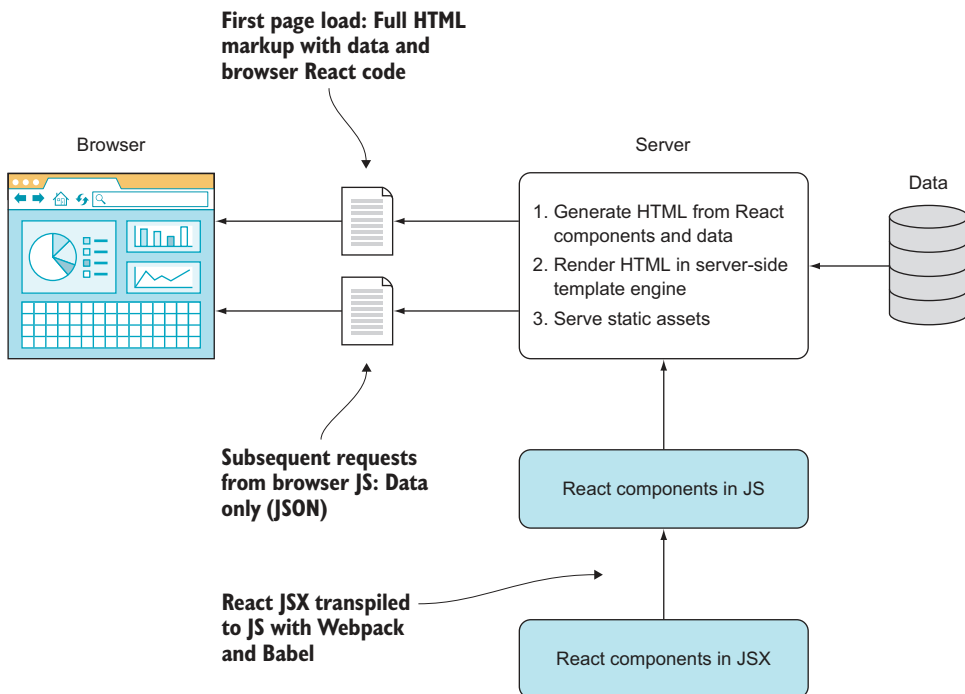 First page load: Full HTML
markup with data and
browser React code
Browser
Server
Data
1. Generate HTML from React
components and data
2. Render HTML in server-side
template engine
3. Serve static assets
Subsequent requests
from browser JS: Data
only (JSON)
React components in JS
React JSX transpiled
to JS with Webpack
and Babel
React components in JSX